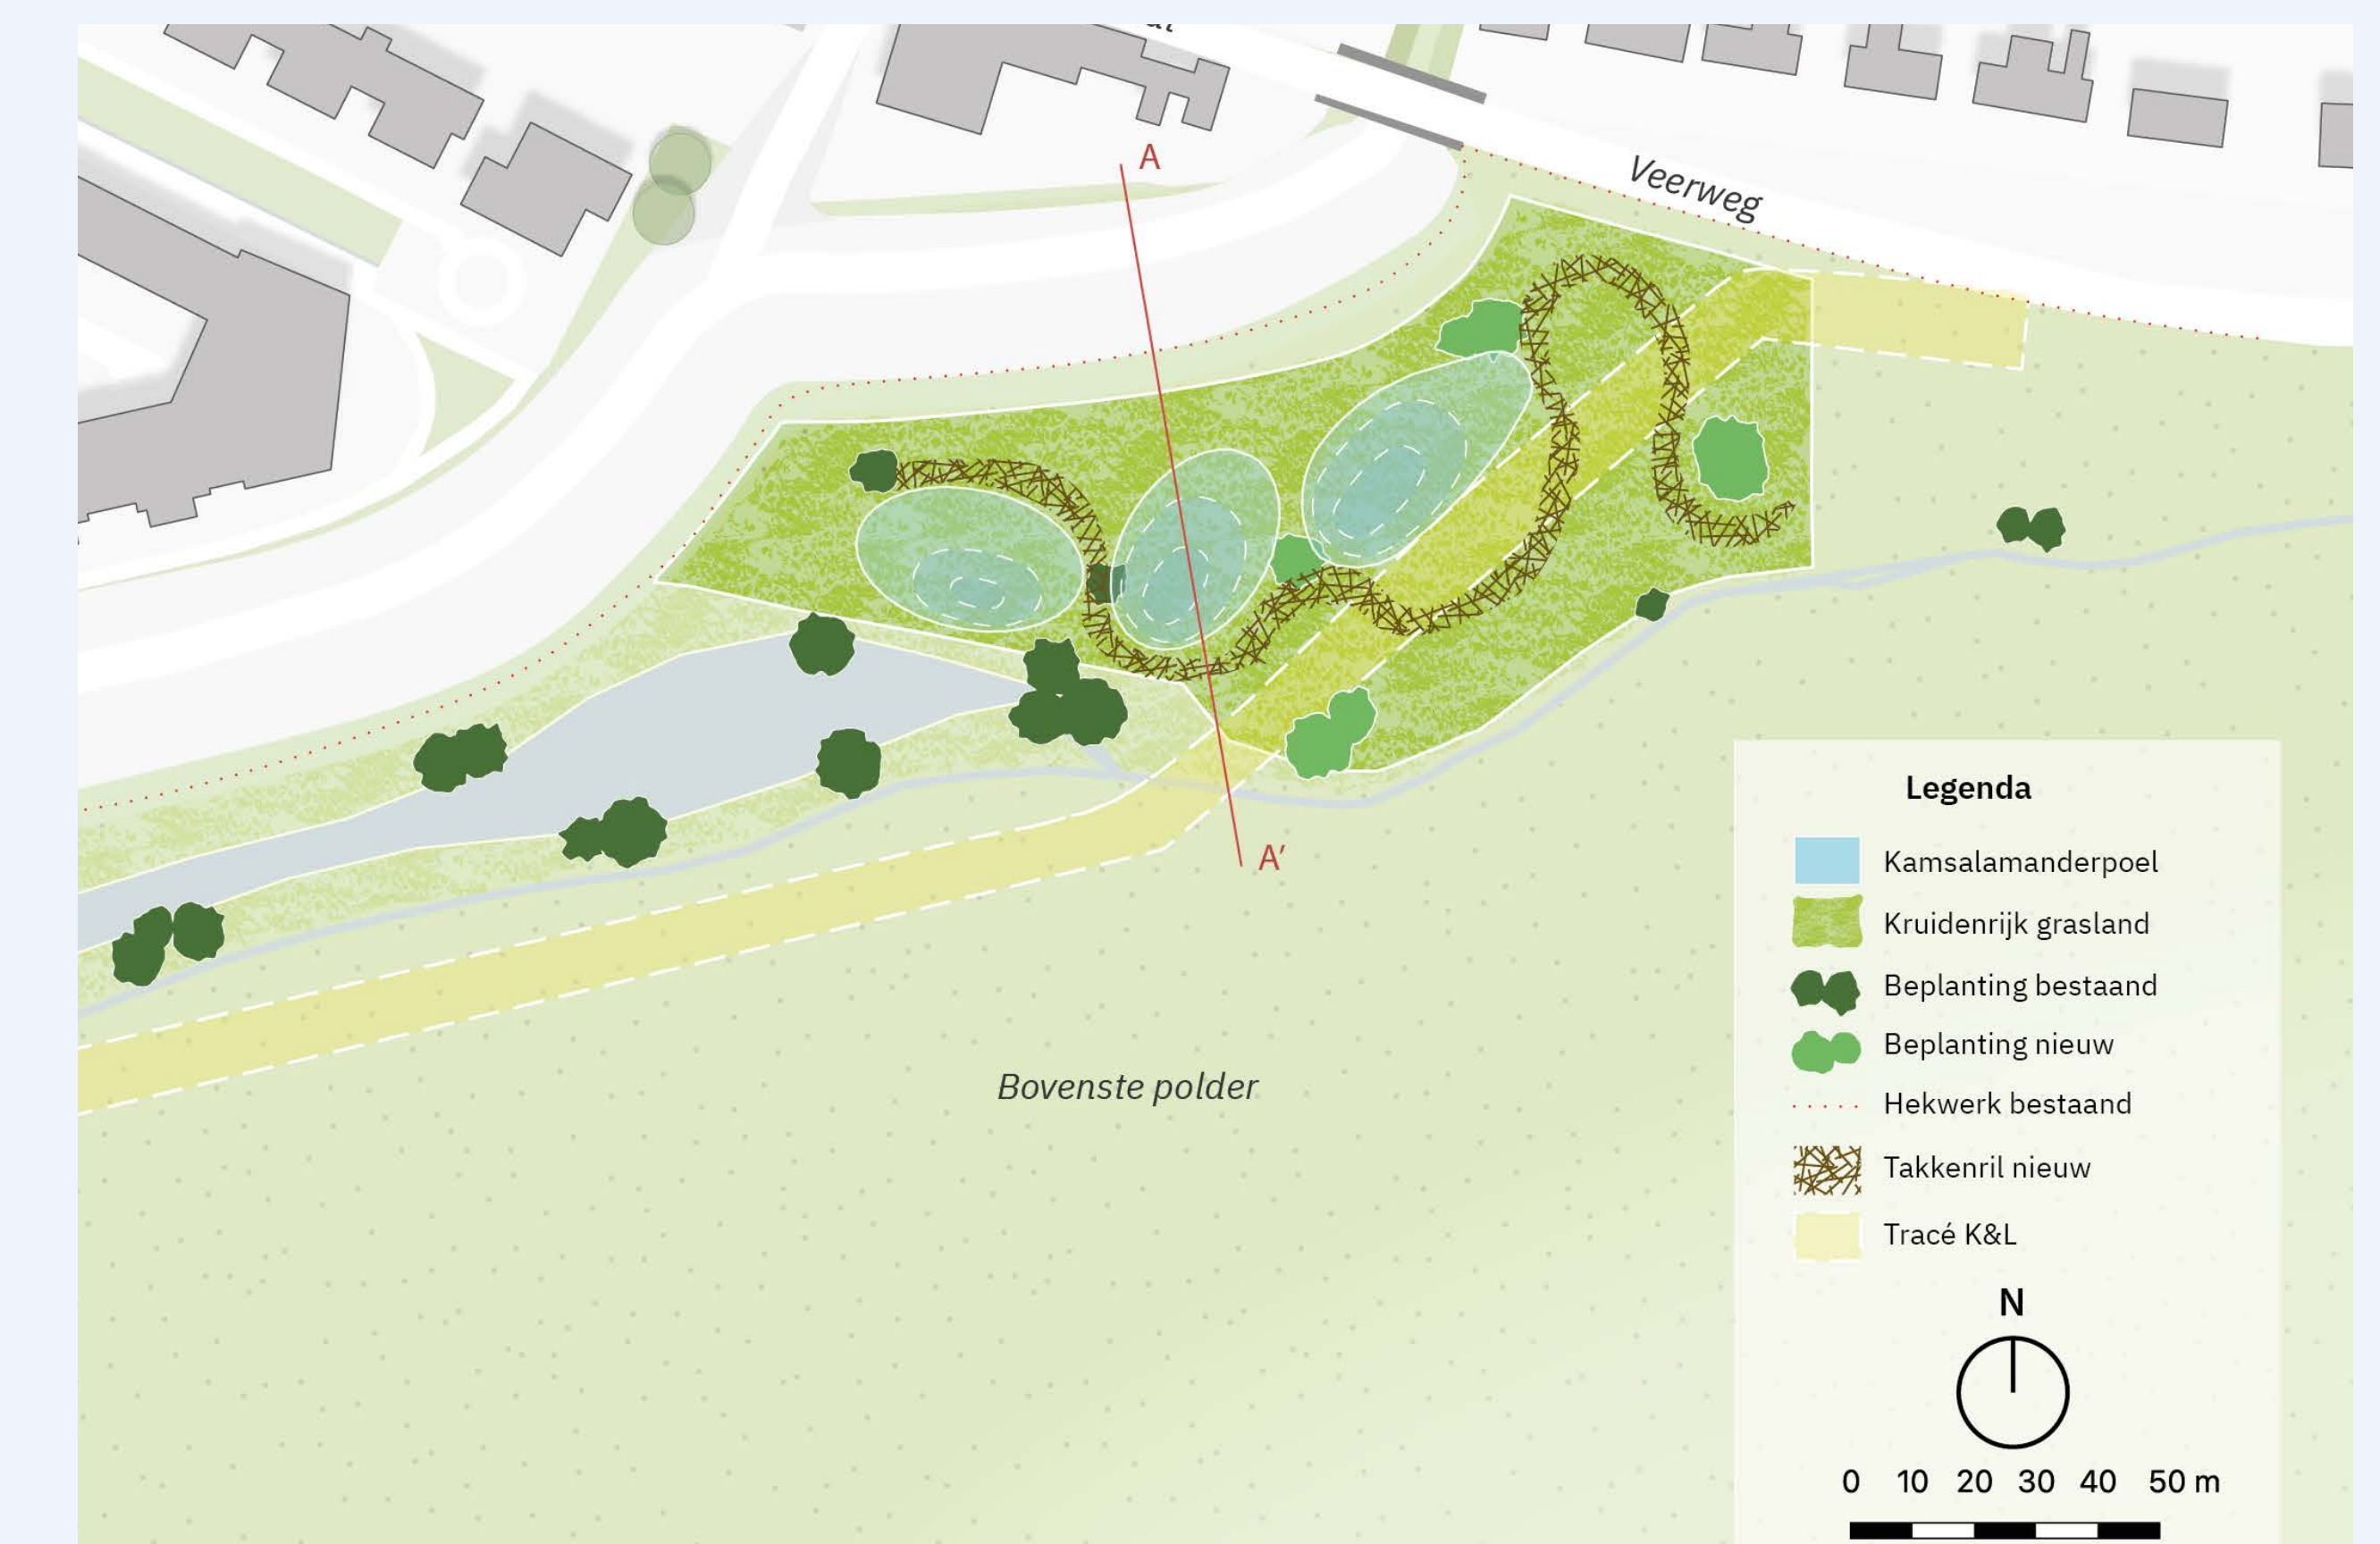 A
Veerweg
A'
Bovenste polder
Legenda
Kamsalamanderpoel
Kruidenrijk grasland
Beplanting bestaand
Beplanting nieuw
Hekwerk bestaand
Takkenril nieuw
Tracé K&L
N
0 10 20 30 40 50 m